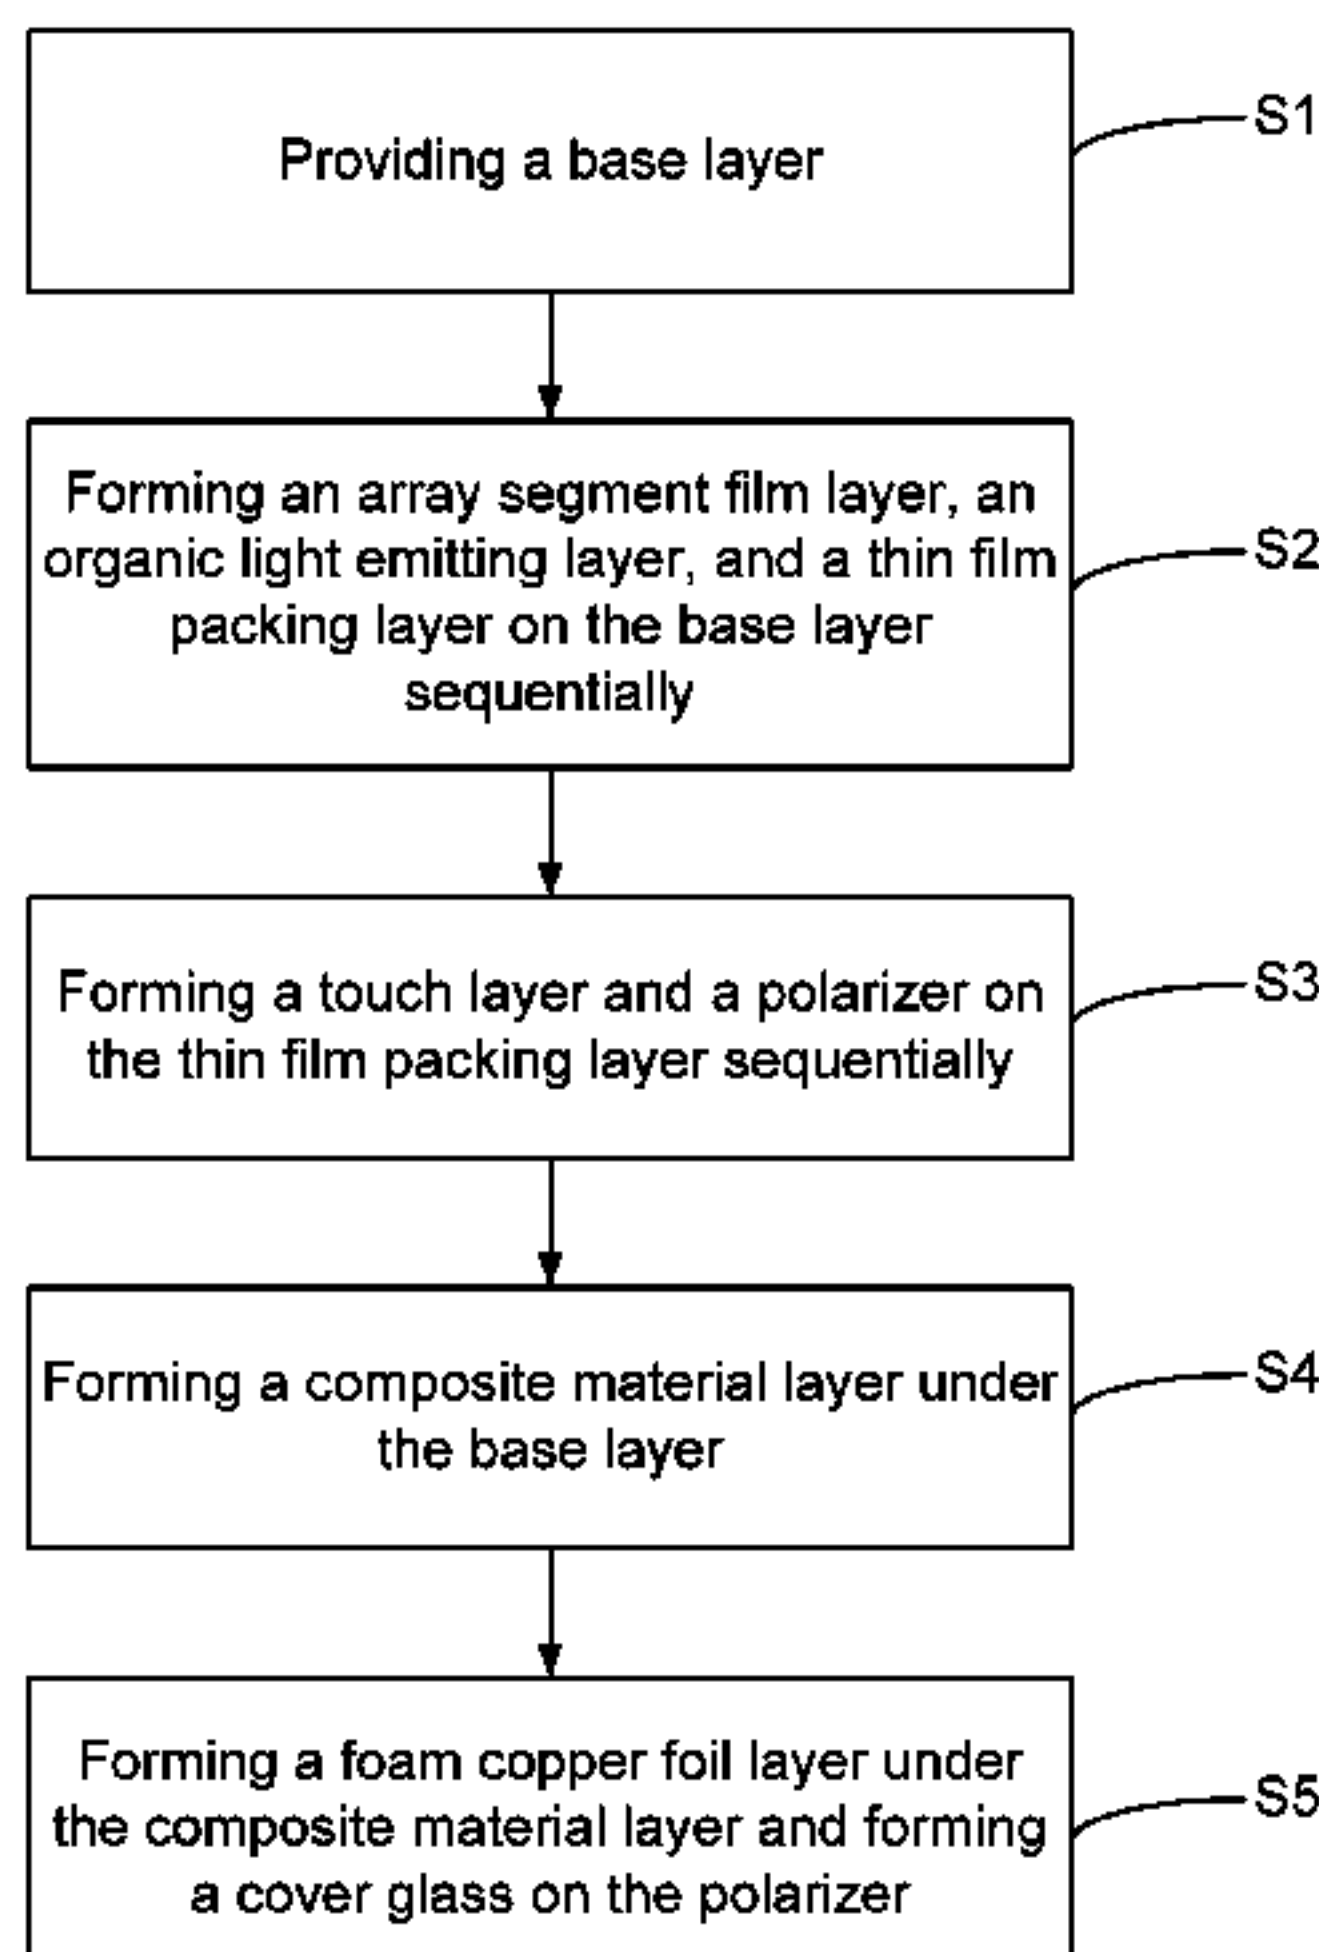 Providing a base layer
S1
Forming an array segment film layer, an
organic light emitting layer, and a thin film
packing layer on the base layer
sequentially
S2
Forming a touch layer and a polarizer on
the thin film packing layer sequentially
S3
Forming a composite material layer under
the base layer
S4
Forming a foam copper foil layer under
the composite material layer and forming
a cover glass on the polarizer
S5